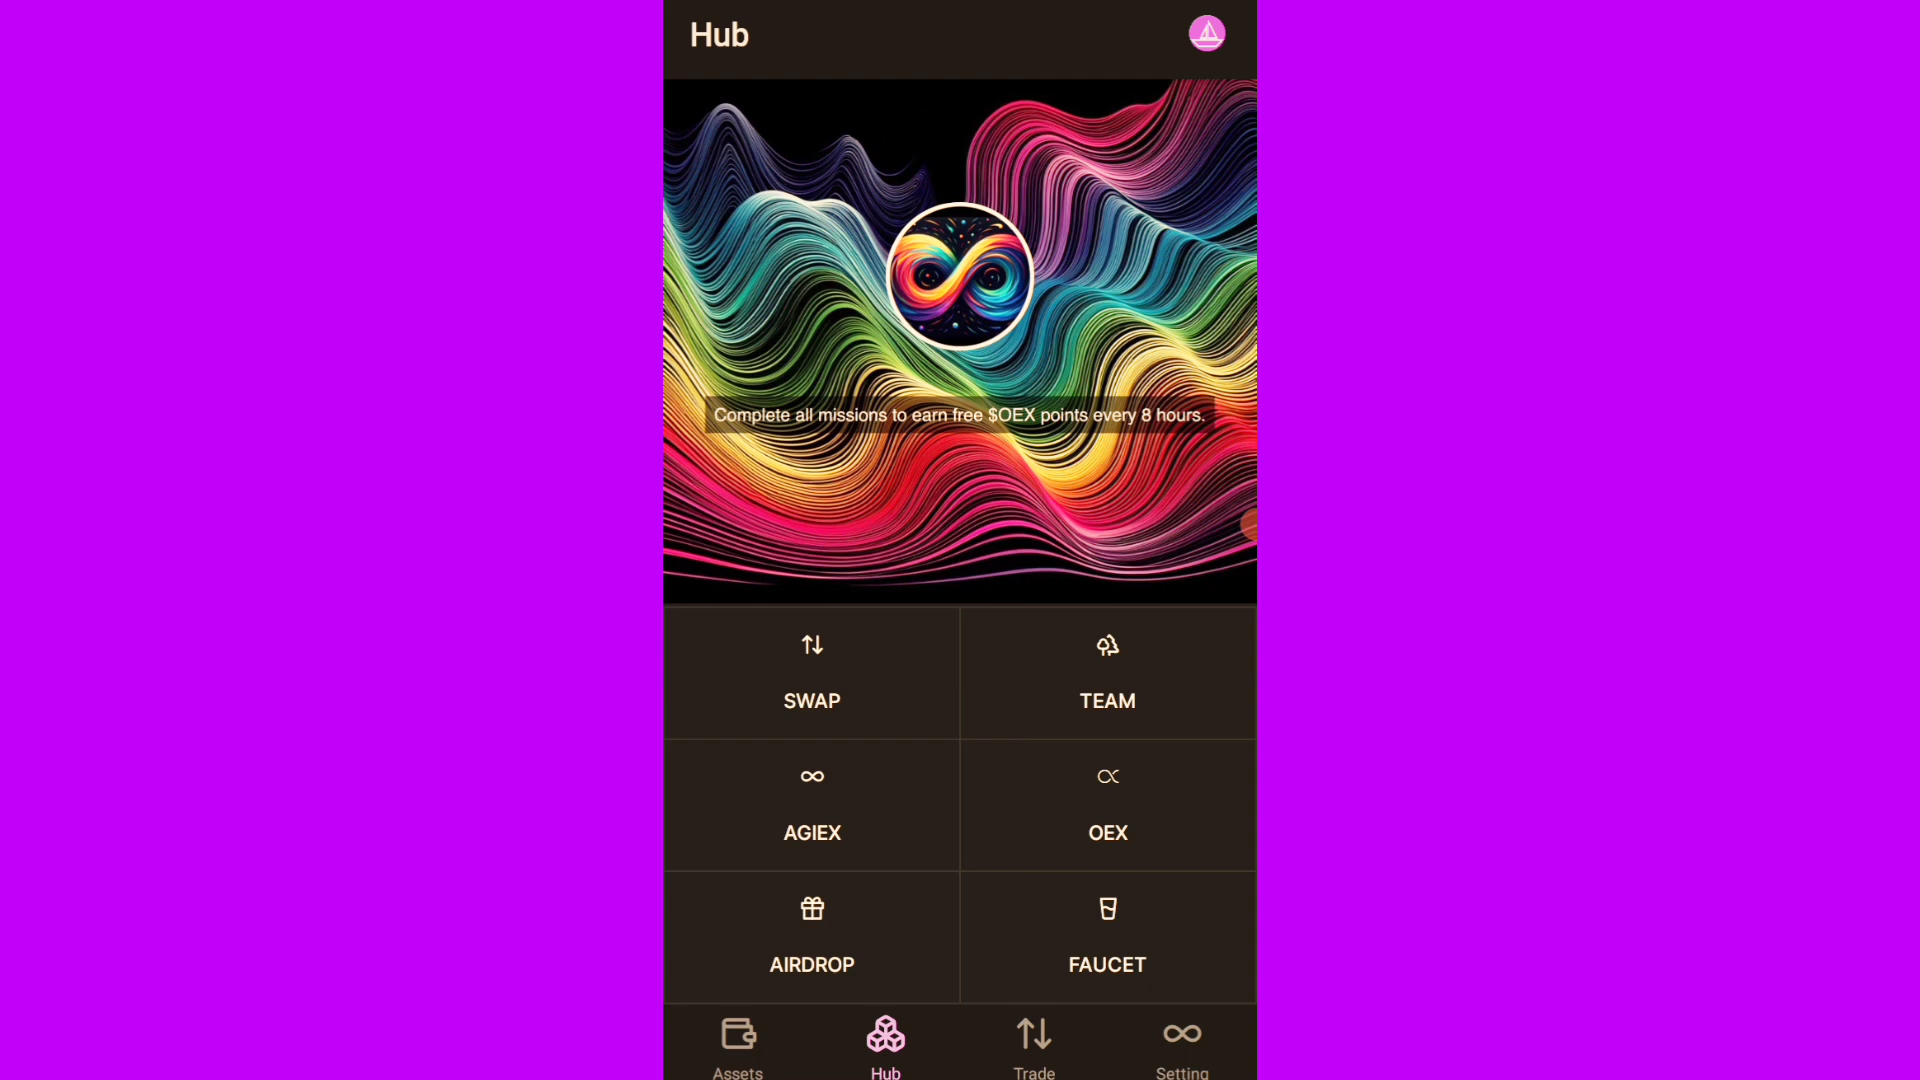 Hub
Complete all missions to earn free $OEX points every 8 hours.
SWAP
TEAM
AGIEX
OEX
AIRDROP
FAUCET
Assets
Hub
Trade
Setting